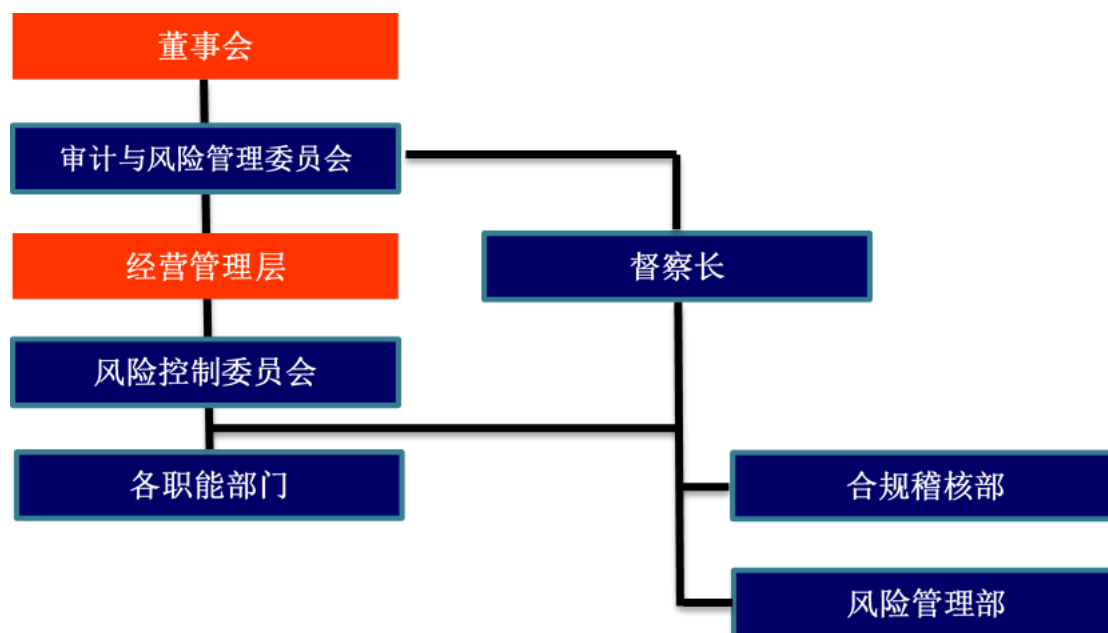 董事会
审计与风险管理委员会
经营管理层
督察长
风险控制委员会
各职能部门
合规稽核部
风险管理部